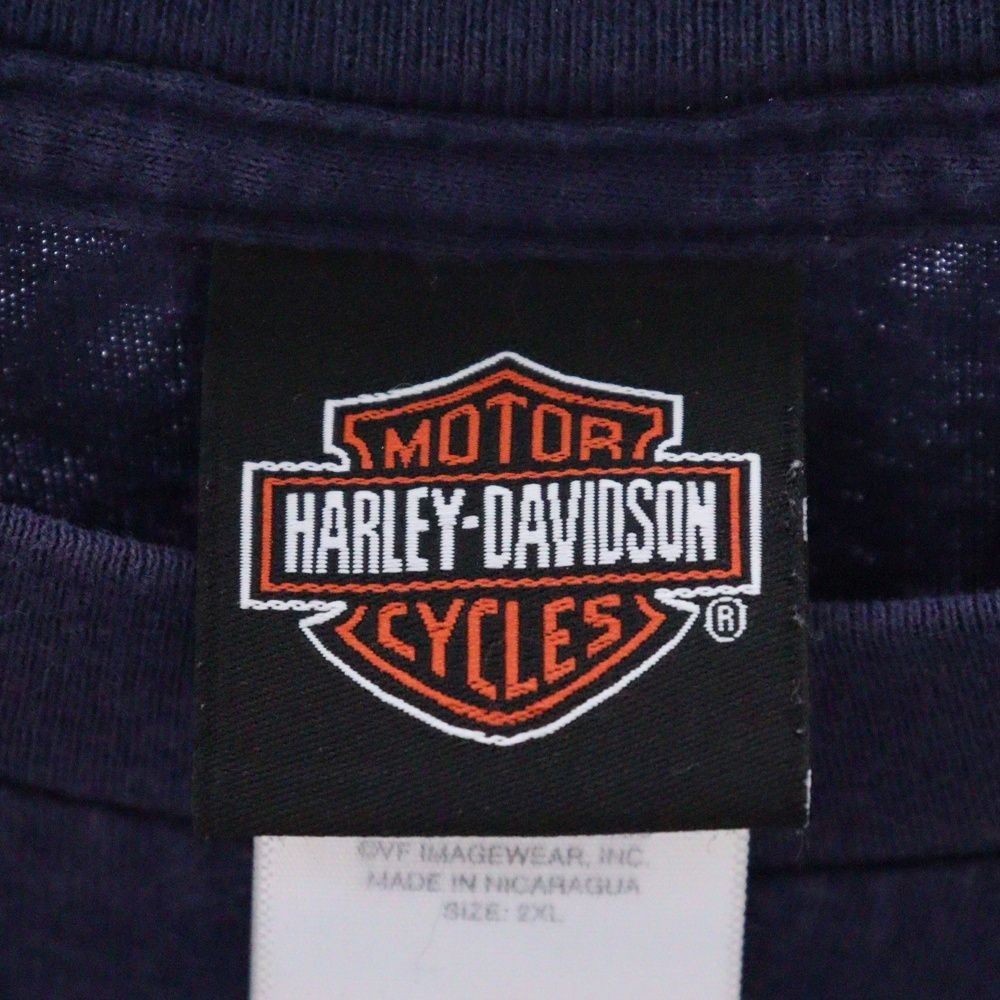 MOTOR
HARLEY-DAVIDSON
CYCLES
®
©VF IMAGEWEAR, INC.
MADE IN NICARAGUA
SIZE: 2XL